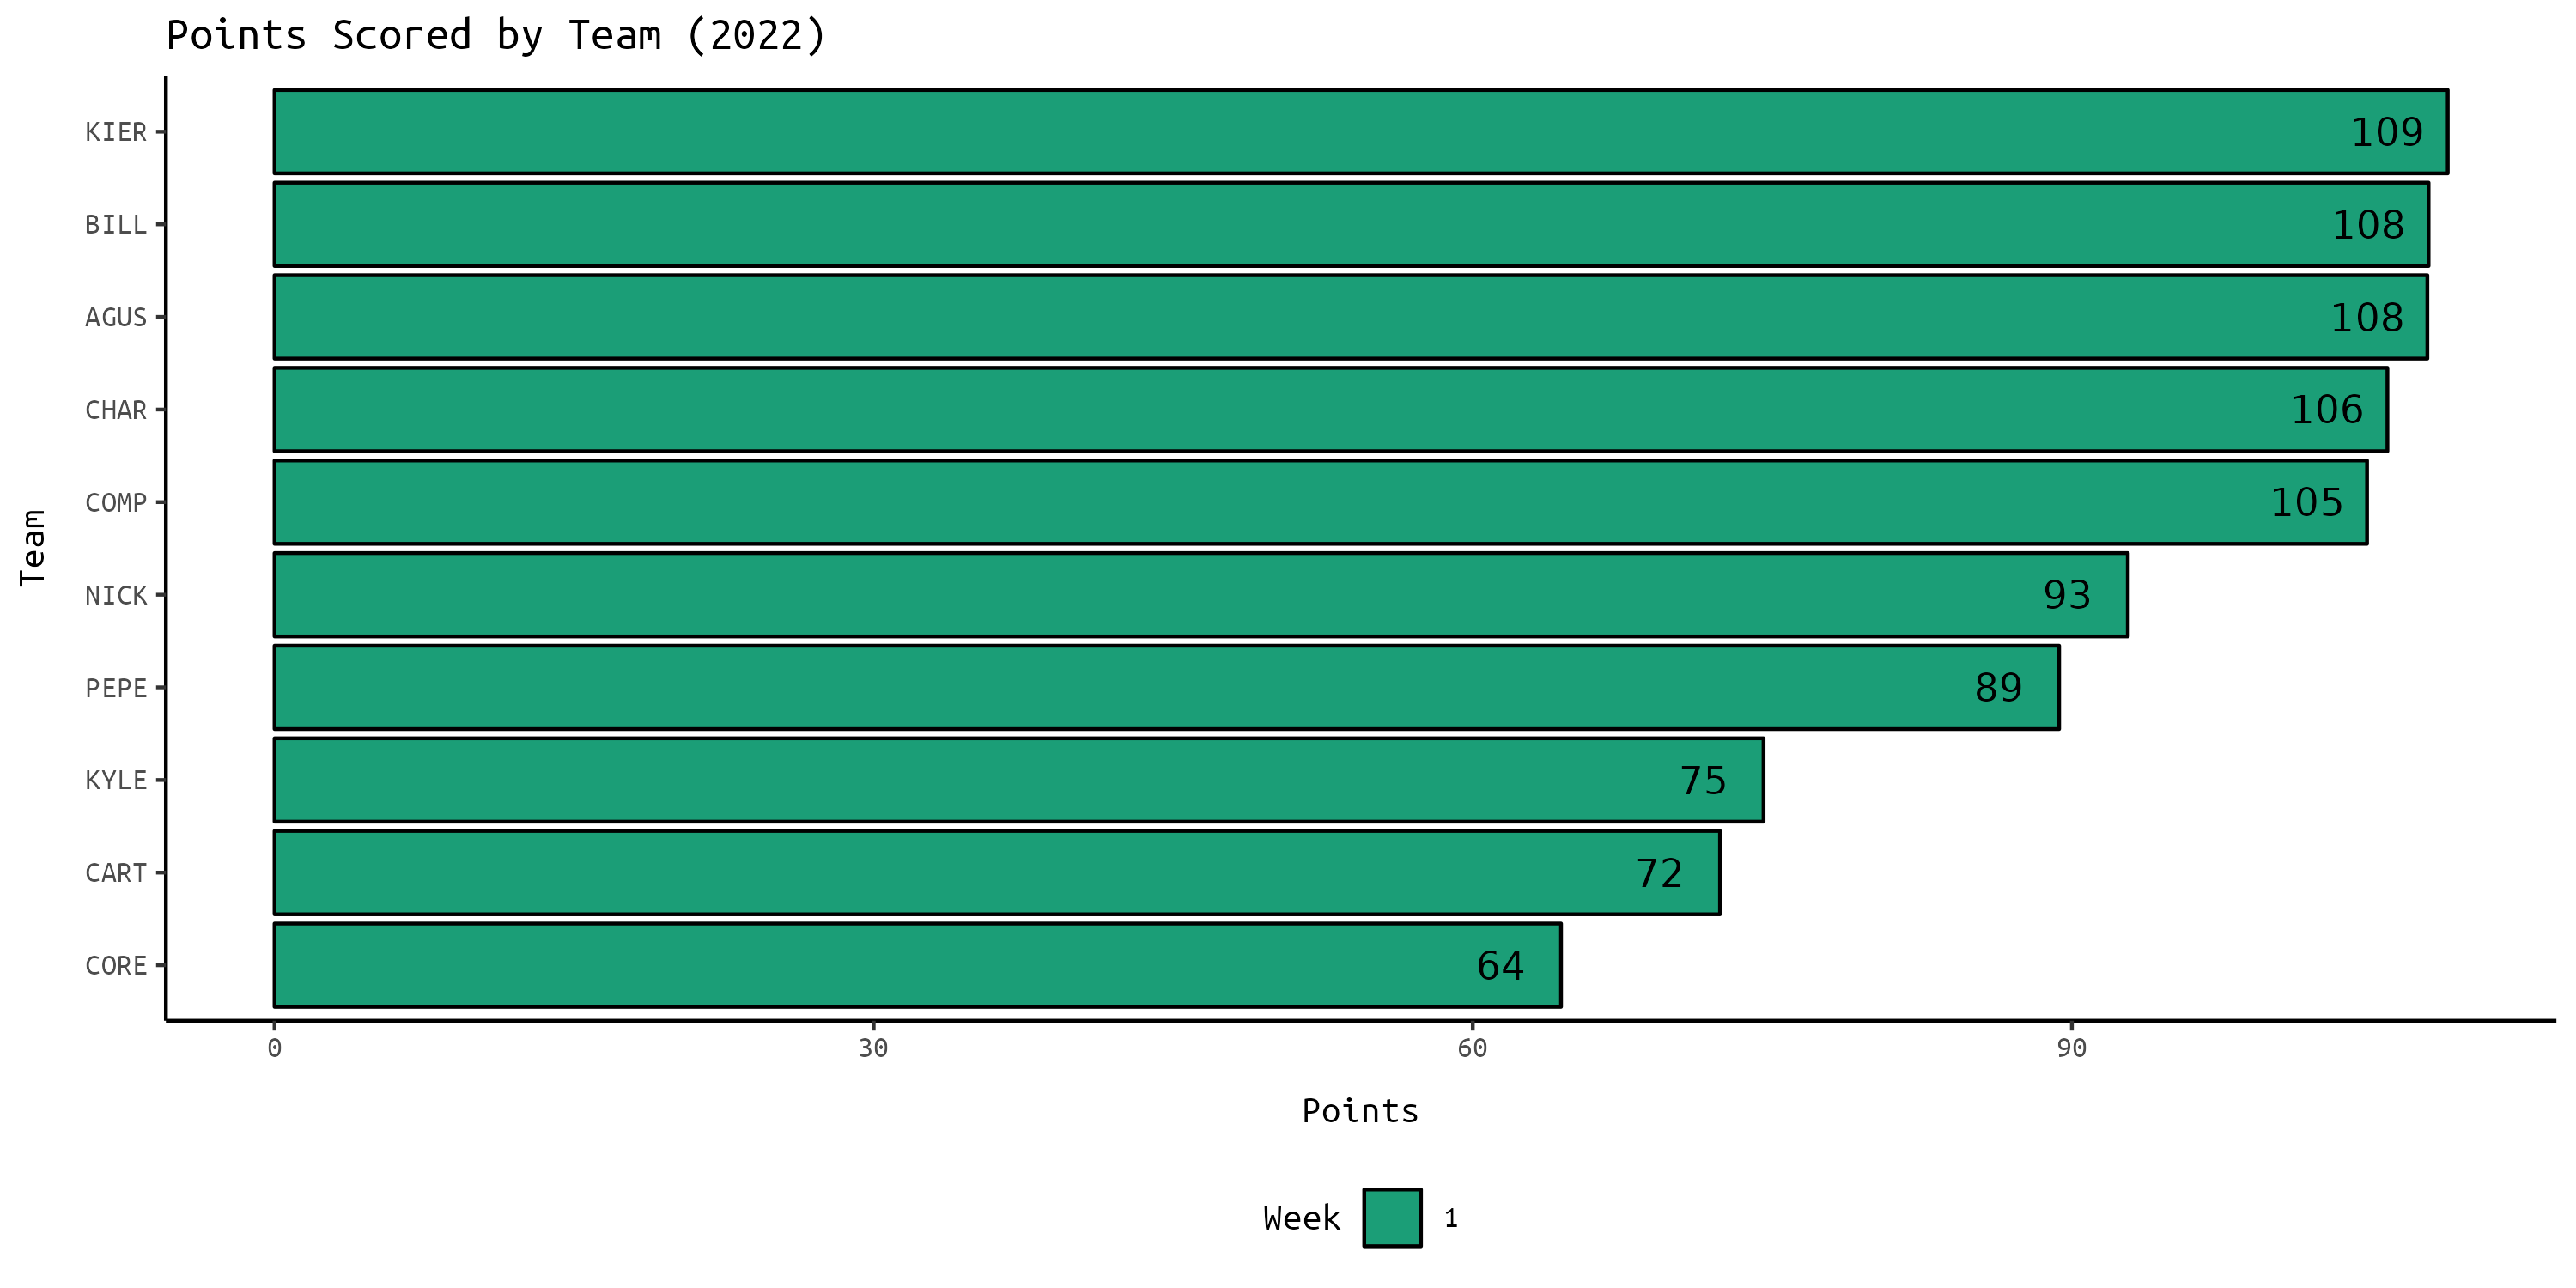 Points Scored by Team (2022)
KIER 109
BILL 108
AGUS 108
CHAR 106
COMP 105
NICK 93
PEPE 89
KYLE 75
CART 72
CORE 64
Team
0 30 60 90
Points
Week 1